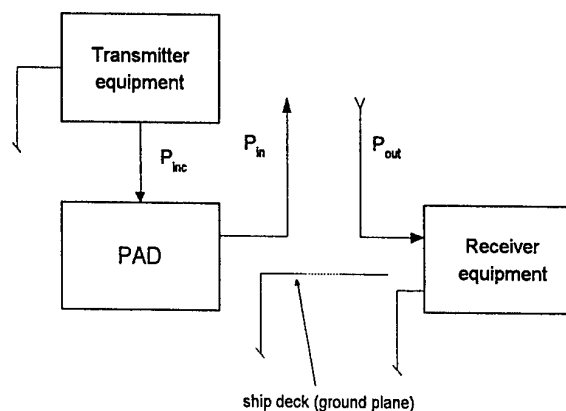 Transmitter
equipment
P_inc
P_in
P_out
PAD
Receiver
equipment
ship deck (ground plane)